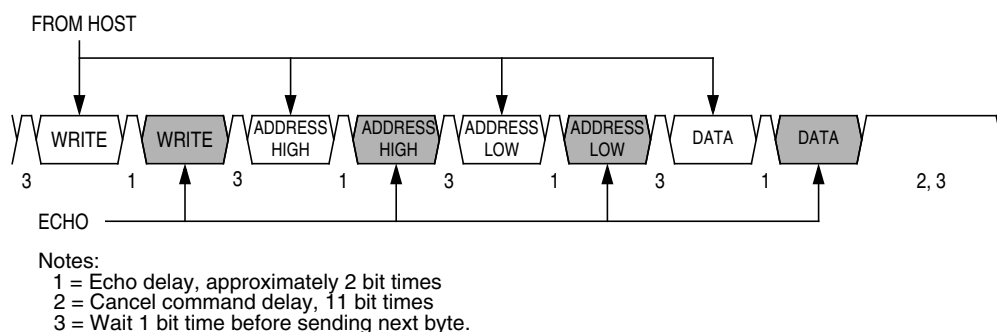 FROM HOST
WRITE WRITE ADDRESS HIGH ADDRESS HIGH ADDRESS LOW ADDRESS LOW DATA DATA
3 1 3 1 3 1 3 1 2, 3
ECHO
Notes:
1 = Echo delay, approximately 2 bit times
2 = Cancel command delay, 11 bit times
3 = Wait 1 bit time before sending next byte.